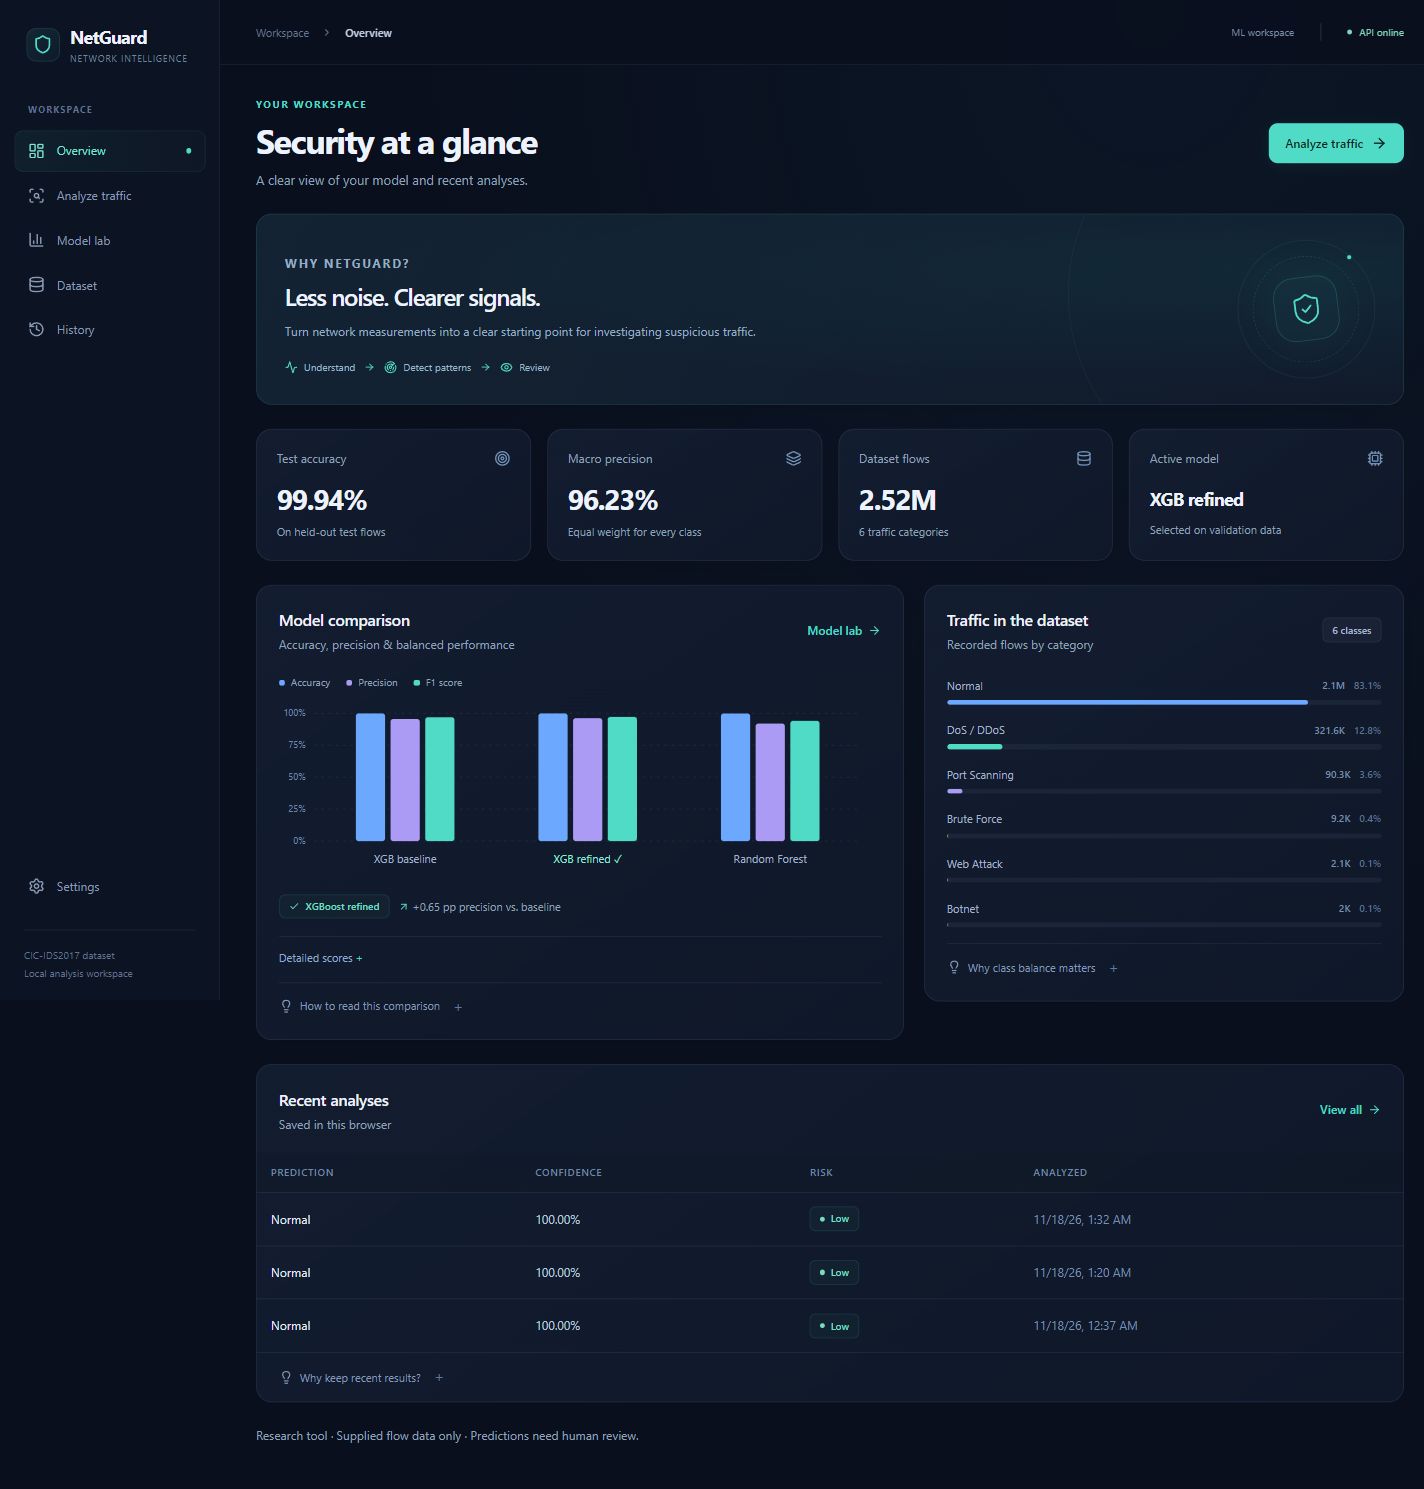 NetGuard
NETWORK INTELLIGENCE
WORKSPACE
Overview
Analyze traffic
Model lab
Dataset
History
Settings
CIC-IDS2017 dataset
Local analysis workspace
Workspace > Overview
ML workspace
API online
YOUR WORKSPACE
Security at a glance
A clear view of your model and recent analyses.
Analyze traffic →
WHY NETGUARD?
Less noise. Clearer signals.
Turn network measurements into a clear starting point for investigating suspicious traffic.
Understand → Detect patterns → Review
Test accuracy
99.94%
On held-out test flows
Macro precision
96.23%
Equal weight for every class
Dataset flows
2.52M
6 traffic categories
Active model
XGB refined
Selected on validation data
Model comparison
Accuracy, precision & balanced performance
Model lab →
Accuracy Precision F1 score
100%
75%
50%
25%
0%
XGB baseline XGB refined ✓ Random Forest
✓ XGBoost refined ↗ +0.65 pp precision vs. baseline
Detailed scores +
How to read this comparison +
Traffic in the dataset
Recorded flows by category
6 classes
Normal 2.1M 83.1%
DoS / DDoS 321.6K 12.8%
Port Scanning 90.3K 3.6%
Brute Force 9.2K 0.4%
Web Attack 2.1K 0.1%
Botnet 2K 0.1%
Why class balance matters +
Recent analyses
Saved in this browser
View all →
PREDICTION CONFIDENCE RISK ANALYZED
Normal 100.00% Low 11/18/26, 1:32 AM
Normal 100.00% Low 11/18/26, 1:20 AM
Normal 100.00% Low 11/18/26, 12:37 AM
Why keep recent results? +
Research tool · Supplied flow data only · Predictions need human review.